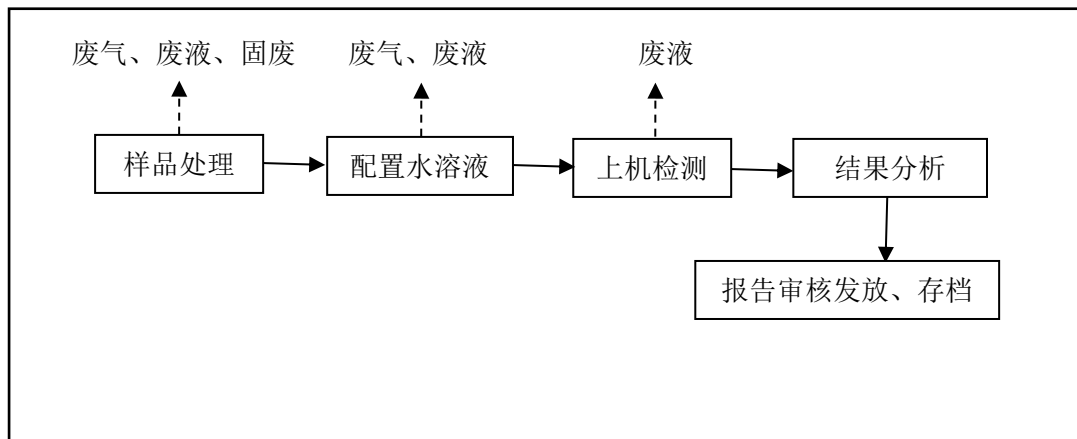 废气、废液、固废
废气、废液
废液
样品处理
配置水溶液
上机检测
结果分析
报告审核发放、存档